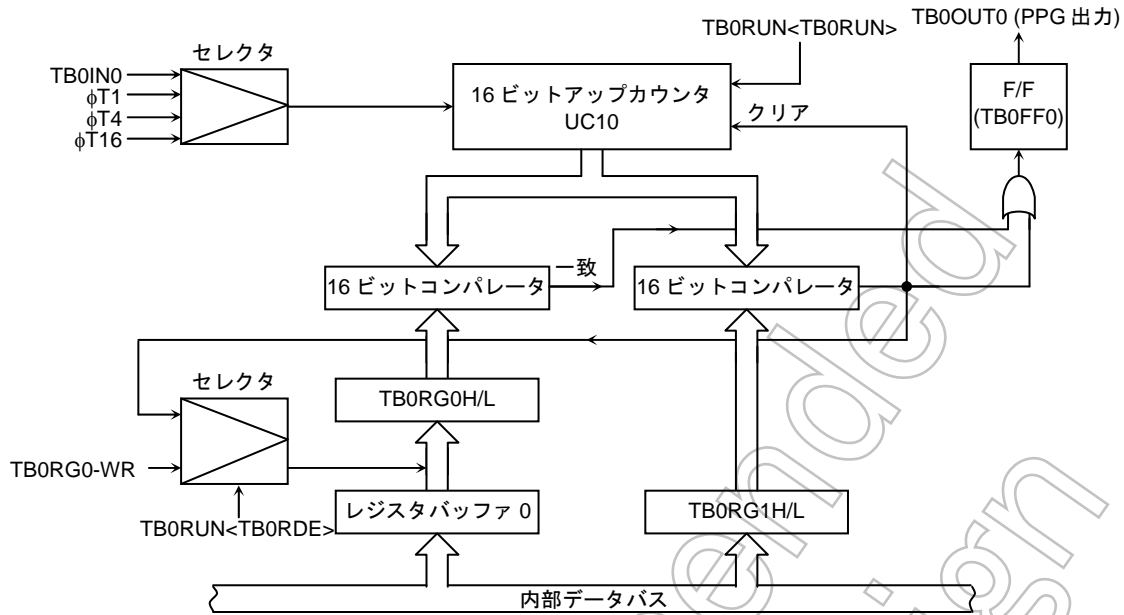 TB0OUT0 (PPG 出力)
TB0RUN<TB0RUN>
セレクタ
TB0IN0
φT1
φT4
φT16
16 ビットアップカウンタ
UC10
クリア
F/F
(TB0FF0)
一致
16 ビットコンパレータ
16 ビットコンパレータ
セレクタ
TB0RG0H/L
TB0RG0-WR
TB0RUN<TB0RDE>
レジスタバッファ 0
TB0RG1H/L
内部データバス